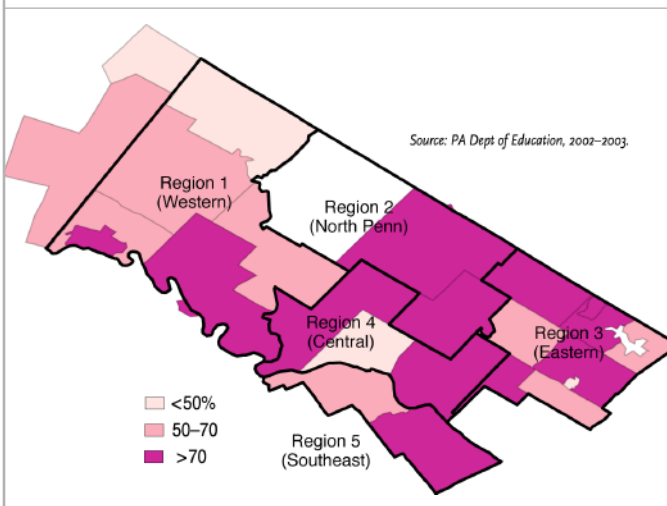 Source: PA Dept of Education, 2002–2003.
Region 1
(Western)
Region 2
(North Penn)
Region 3
(Eastern)
Region 4
(Central)
<50%
50–70
>70
Region 5
(Southeast)